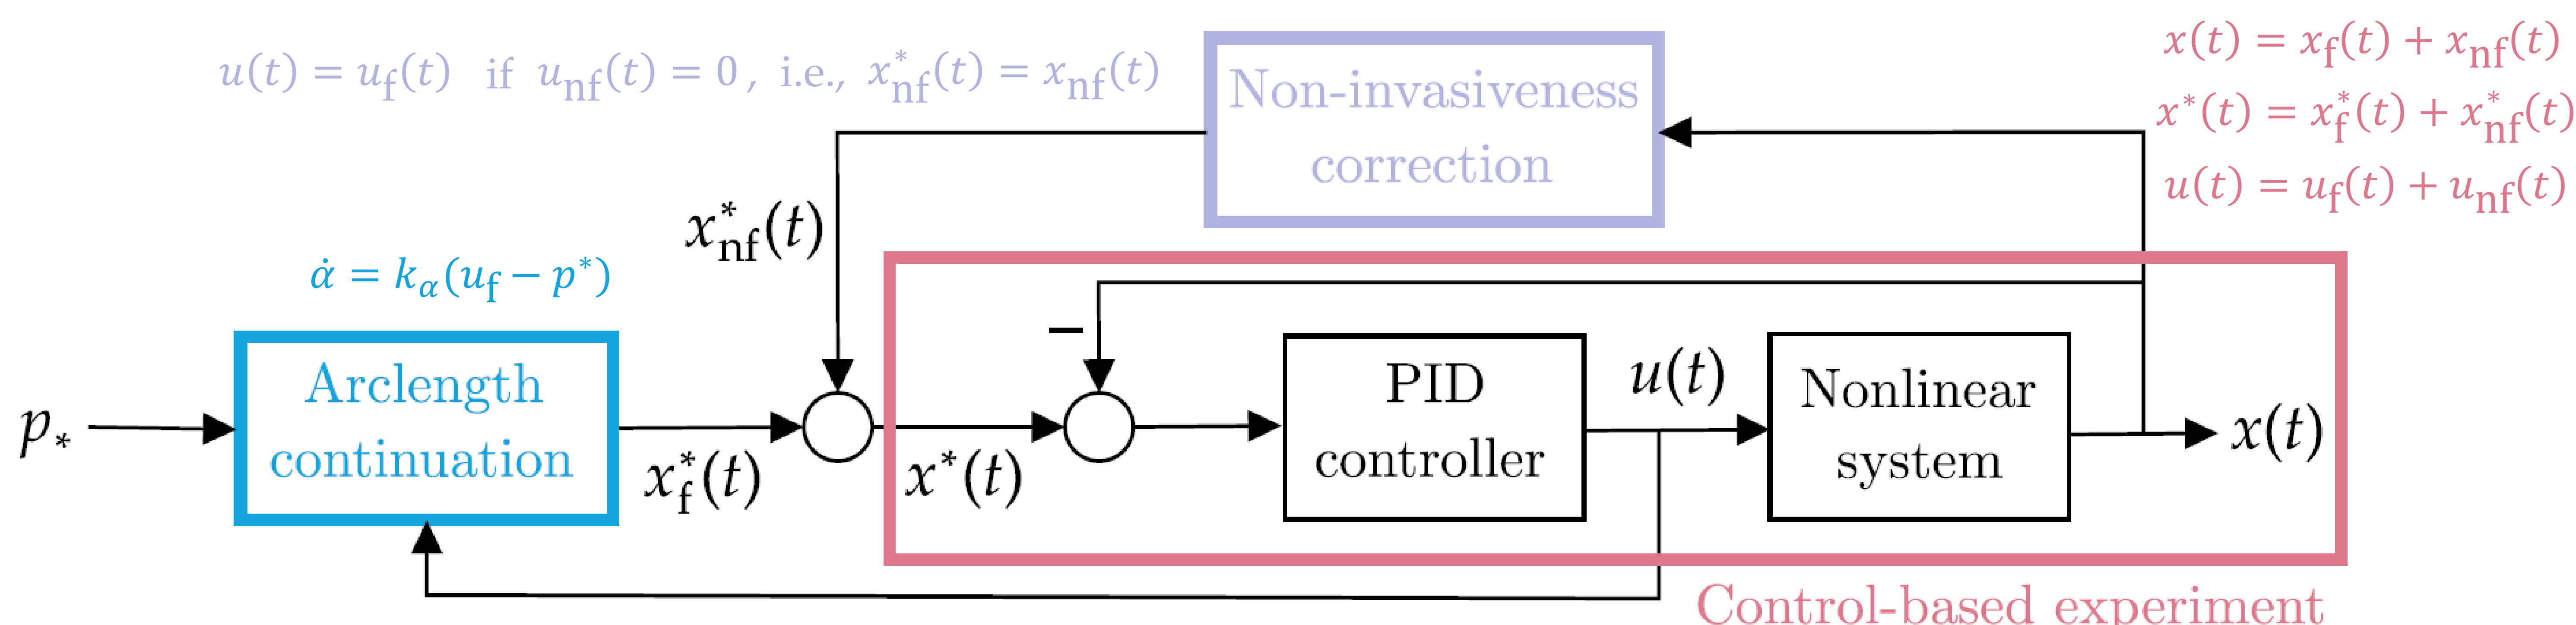 u(t) = u_f(t) if u_nf(t) = 0 , i.e., x*_nf(t) = x_nf(t)
Non-invasiveness
correction
x(t) = x_f(t) + x_nf(t)
x*(t) = x*_f(t) + x*_nf(t)
u(t) = u_f(t) + u_nf(t)
x*_nf(t)
α̇ = k_α(u_f − p*)
p_*
Arclength
continuation
x*_f(t)
x*(t)
−
PID
controller
u(t)
Nonlinear
system
x(t)
Control-based experiment